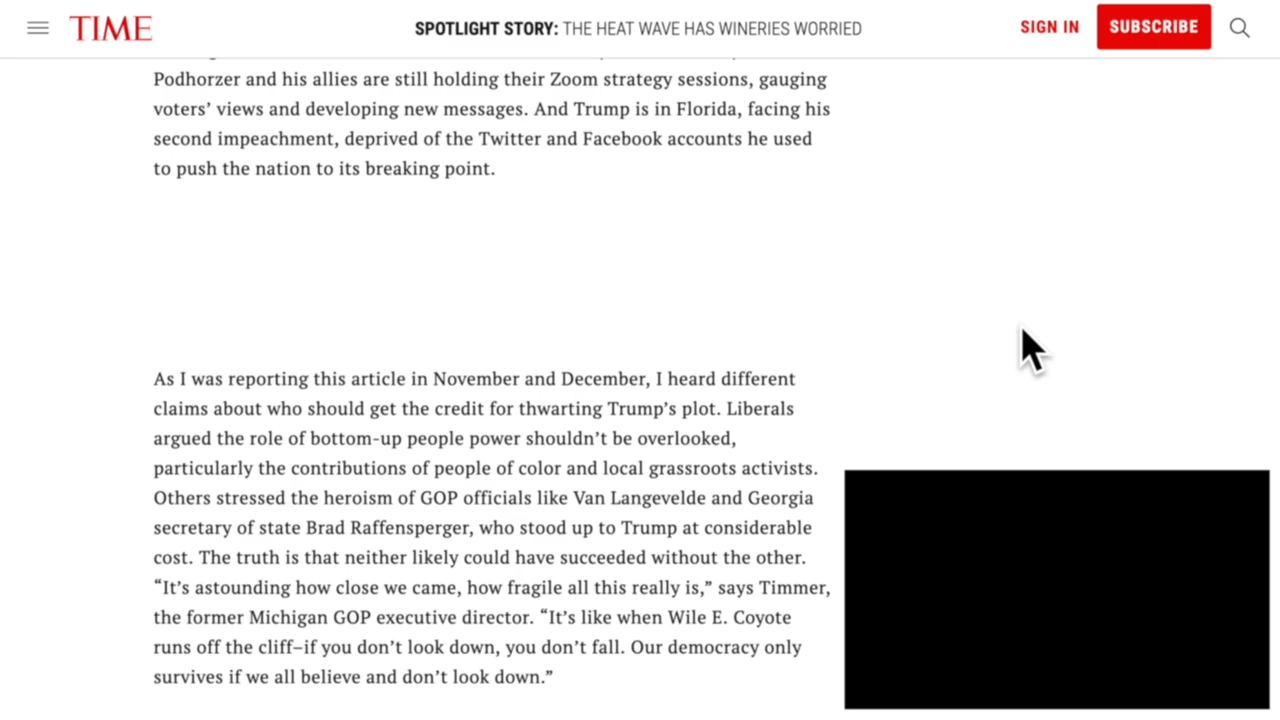 TIME
SPOTLIGHT STORY: THE HEAT WAVE HAS WINERIES WORRIED
SIGN IN
SUBSCRIBE
Podhorzer and his allies are still holding their Zoom strategy sessions, gauging
voters’ views and developing new messages. And Trump is in Florida, facing his
second impeachment, deprived of the Twitter and Facebook accounts he used
to push the nation to its breaking point.
As I was reporting this article in November and December, I heard different
claims about who should get the credit for thwarting Trump’s plot. Liberals
argued the role of bottom-up people power shouldn’t be overlooked,
particularly the contributions of people of color and local grassroots activists.
Others stressed the heroism of GOP officials like Van Langevelde and Georgia
secretary of state Brad Raffensperger, who stood up to Trump at considerable
cost. The truth is that neither likely could have succeeded without the other.
“It’s astounding how close we came, how fragile all this really is,” says Timmer,
the former Michigan GOP executive director. “It’s like when Wile E. Coyote
runs off the cliff–if you don’t look down, you don’t fall. Our democracy only
survives if we all believe and don’t look down.”